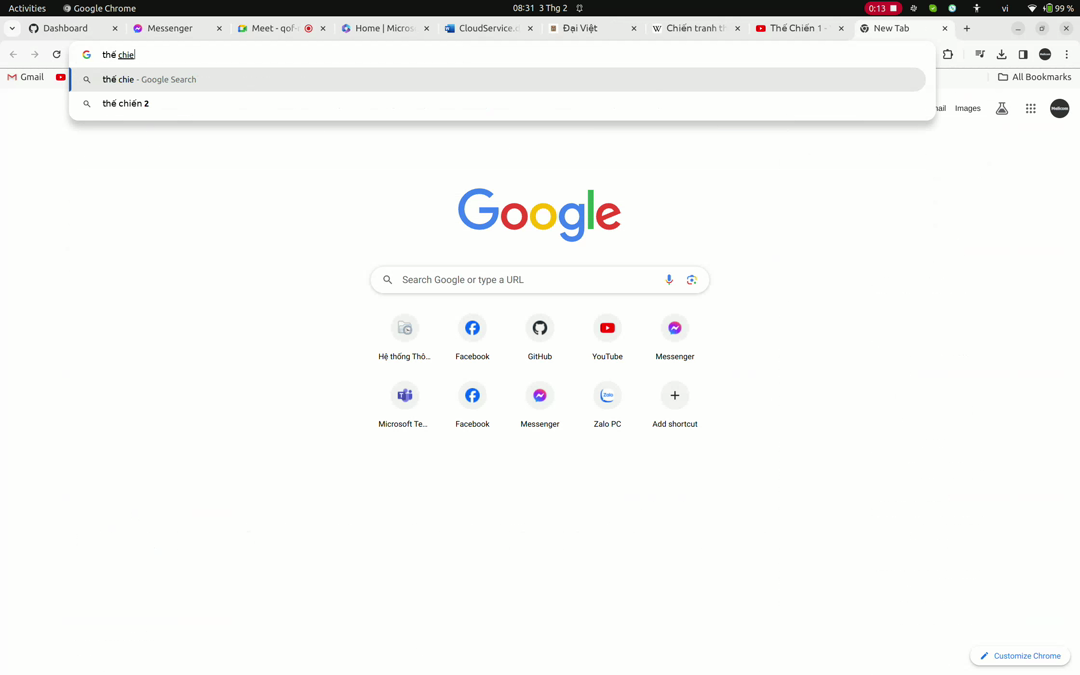 Activities Google Chrome 08:31 3 Thg 2 0:13 vi 99 %
Dashboard Messenger Meet - qof- Home | Micros CloudService.c Đại Việt Chiến tranh th Thế Chiến 1 - New Tab
thế chie
Gmail All Bookmarks
thế chie - Google Search
thế chiến 2
ail Images
Google
Search Google or type a URL
Hệ thống Thô... Facebook GitHub YouTube Messenger
Microsoft Te... Facebook Messenger Zalo PC Add shortcut
Customize Chrome